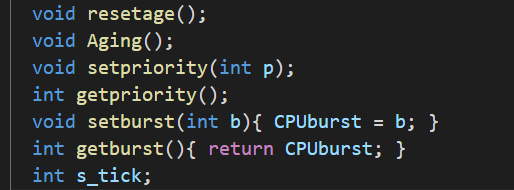 void resetage();
void Aging();
void setpriority(int p);
int getpriority();
void setburst(int b){ CPUburst = b; }
int getburst(){ return CPUburst; }
int s_tick;